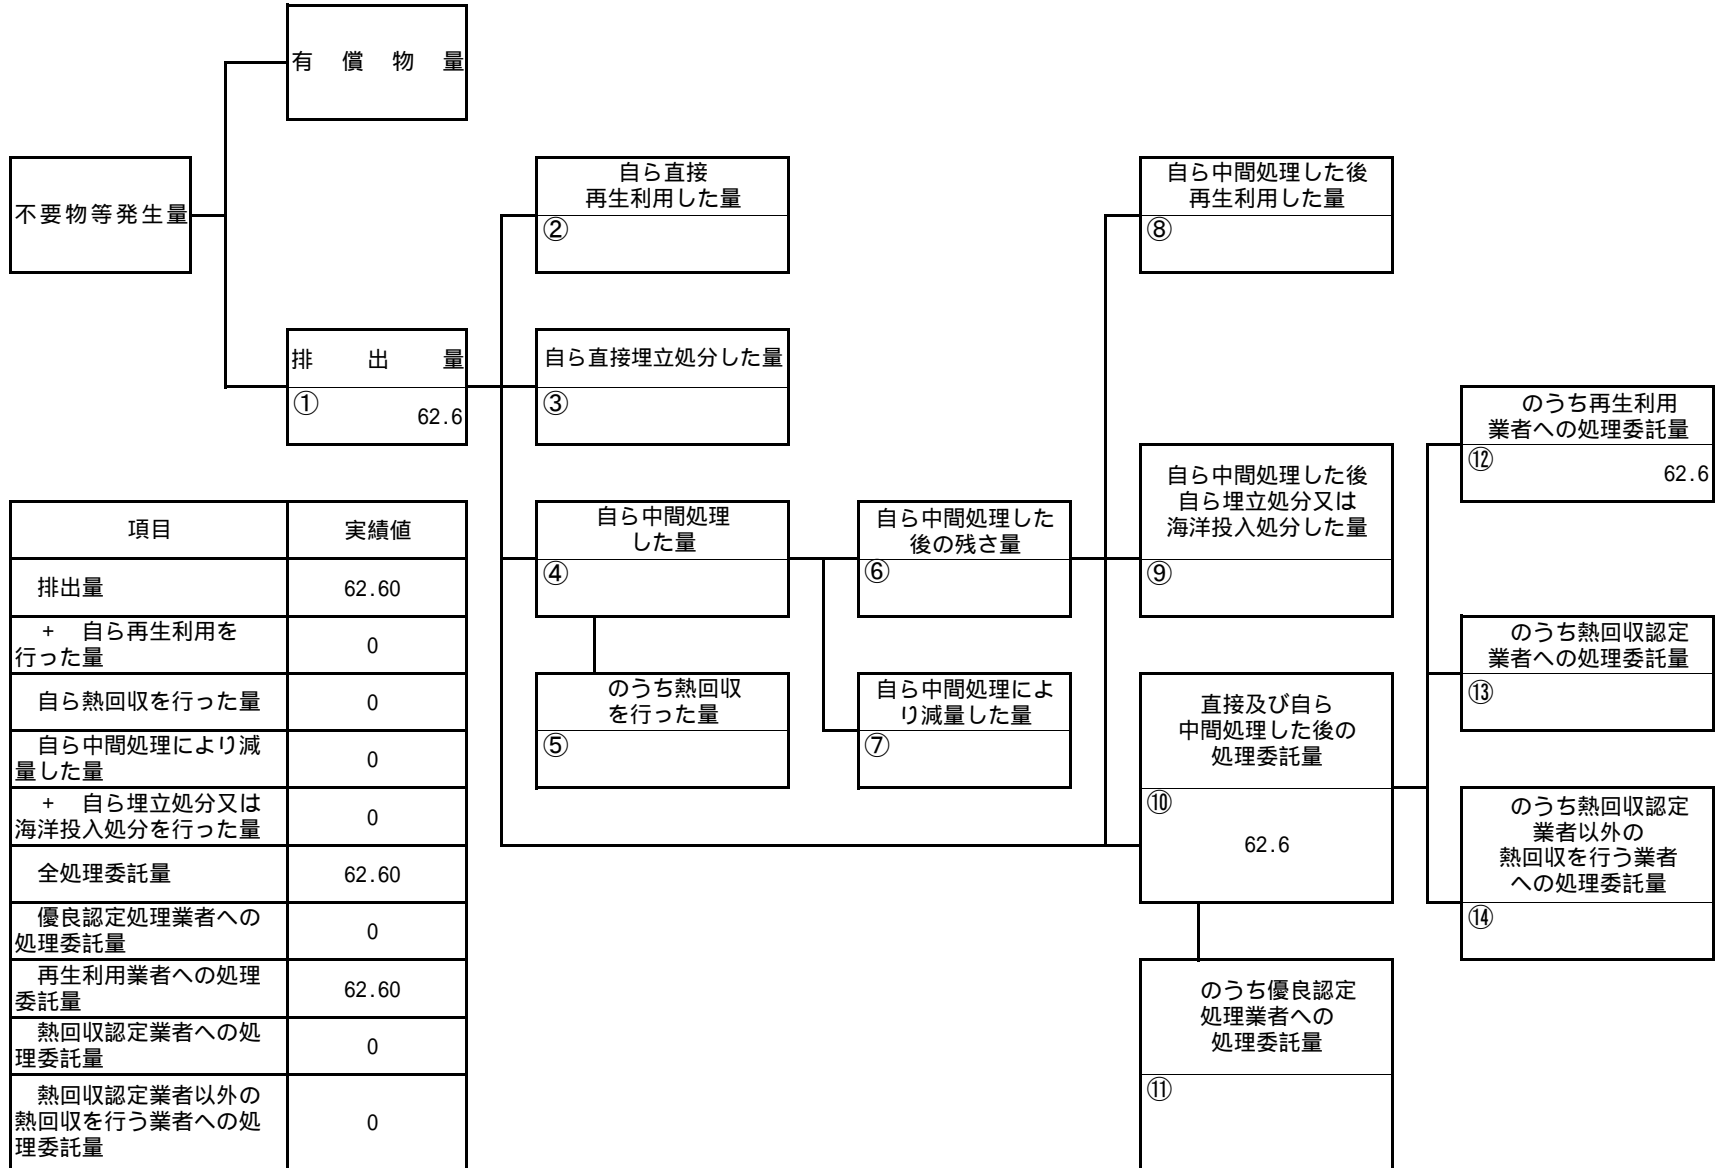 有償物量
不要物等発生量
自ら直接
再生利用した量
②
自ら中間処理した後
再生利用した量
⑧
排出量
①
62.6
自ら直接埋立処分した量
③
のうち再生利用
業者への処理委託量
⑫
62.6
自ら中間処理
した量
④
自ら中間処理した
後の残さ量
⑥
自ら中間処理した後
自ら埋立処分又は
海洋投入処分した量
⑨
のうち熱回収認定
業者への処理委託量
⑬
のうち熱回収
を行った量
⑤
自ら中間処理によ
り減量した量
⑦
直接及び自ら
中間処理した後の
処理委託量
⑩
62.6
のうち熱回収認定
業者以外の
熱回収を行う業者
への処理委託量
⑭
のうち優良認定
処理業者への
処理委託量
⑪
項目 実績値
排出量 62.60
+ 自ら再生利用を
行った量
0
自ら熱回収を行った量 0
自ら中間処理により減
量した量
0
+ 自ら埋立処分又は
海洋投入処分を行った量
0
全処理委託量 62.60
優良認定処理業者への
処理委託量
0
再生利用業者への処理
委託量
62.60
熱回収認定業者への処
理委託量
0
熱回収認定業者以外の
熱回収を行う業者への処
理委託量
0